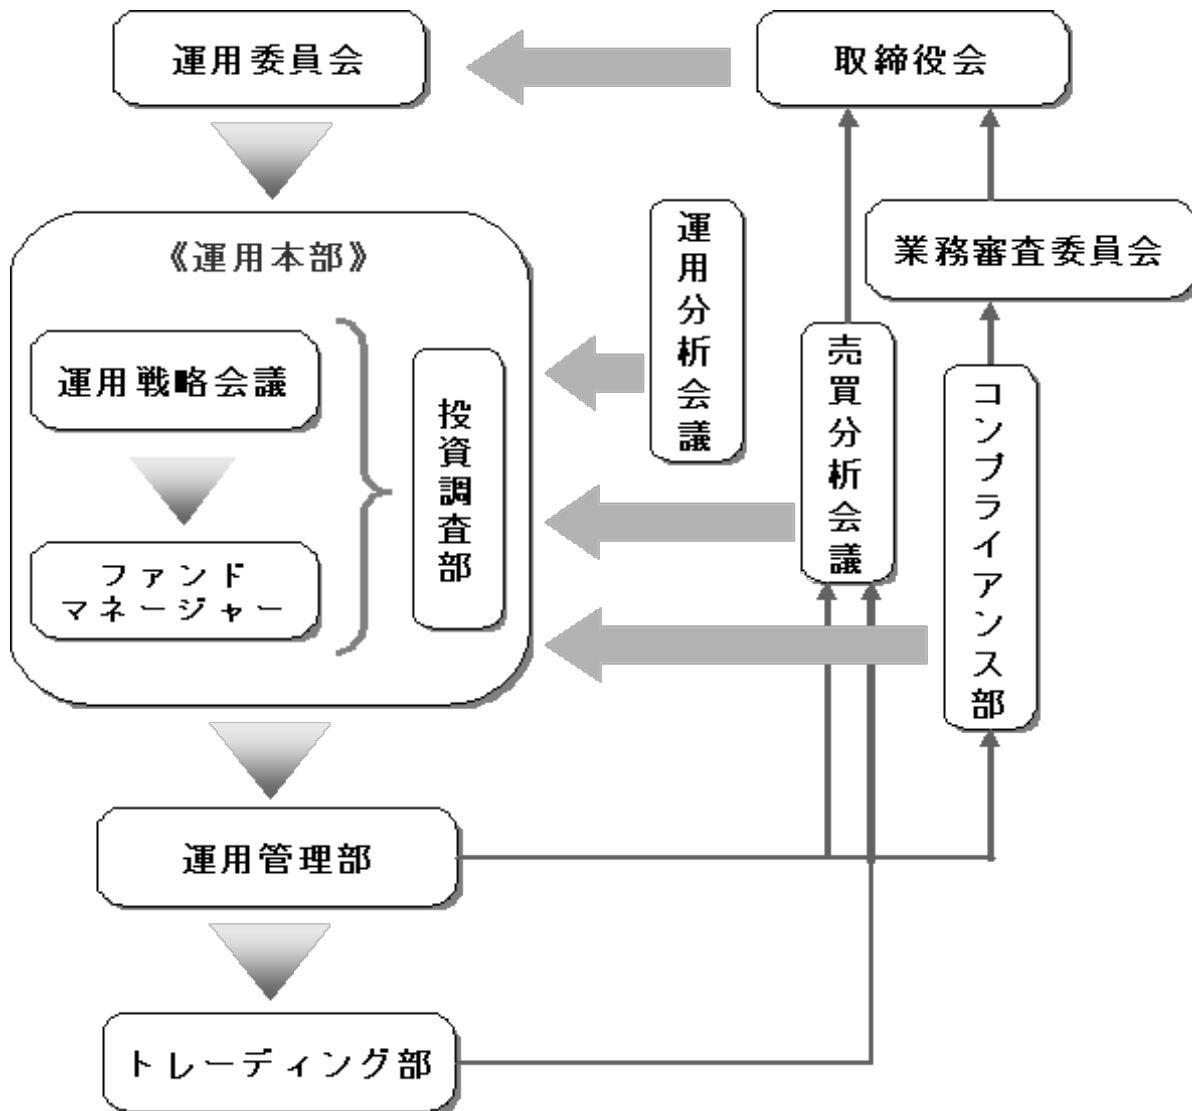 運用委員会
取締役会
《運用本部》
運用分析会議
業務審査委員会
運用戦略会議
売買分析会議
投資調査部
コンプライアンス部
ファンド
マネージャー
運用管理部
トレーディング部